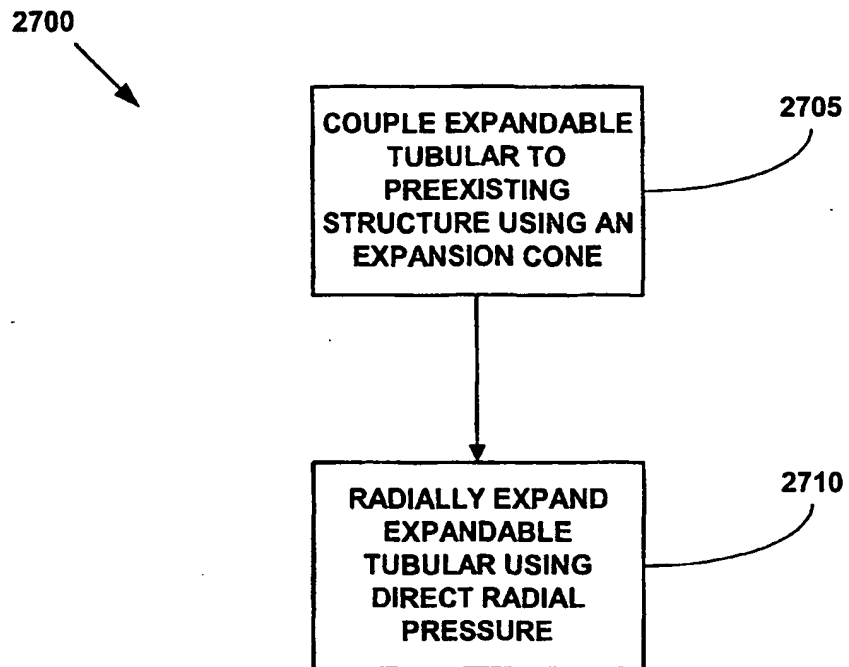 2700
COUPLE EXPANDABLE
TUBULAR TO
PREEXISTING
STRUCTURE USING AN
EXPANSION CONE
2705
RADIALLY EXPAND
EXPANDABLE
TUBULAR USING
DIRECT RADIAL
PRESSURE
2710